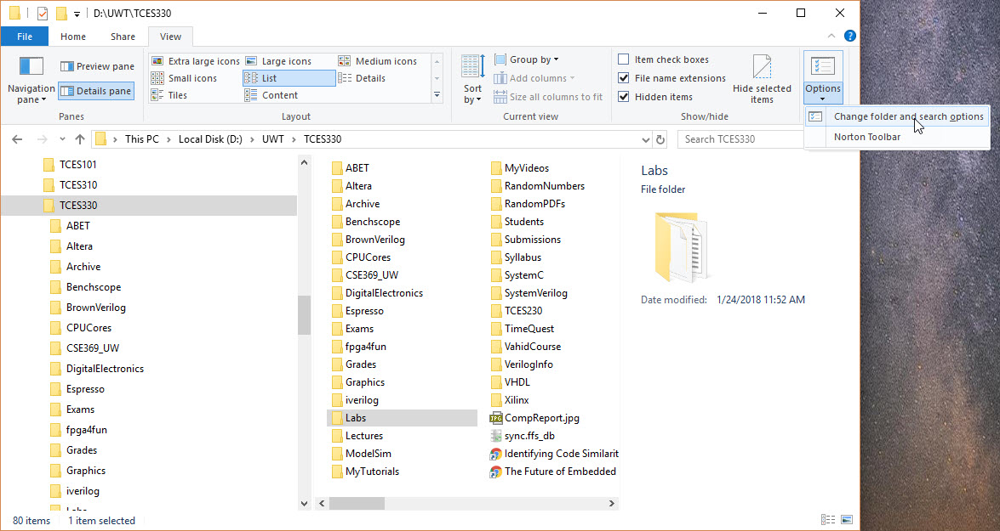 D:\UWT\TCES330
File Home Share View
Navigation pane
Preview pane
Details pane
Panes
Extra large icons Large icons Medium icons
Small icons List Details
Tiles Content
Layout
Sort by
Group by
Add columns
Size all columns to fit
Current view
Item check boxes
File name extensions
Hidden items
Hide selected items
Show/hide
Options
Change folder and search options
Norton Toolbar
This PC > Local Disk (D:) > UWT > TCES330
Search TCES330
TCES101
TCES310
TCES330
ABET
Altera
Archive
Benchscope
BrownVerilog
CPUCores
CSE369_UW
DigitalElectronics
Espresso
Exams
fpga4fun
Grades
Graphics
iverilog
Labs
ABET
Altera
Archive
Benchscope
BrownVerilog
CPUCores
CSE369_UW
DigitalElectronics
Espresso
Exams
fpga4fun
Grades
Graphics
iverilog
Labs
Lectures
ModelSim
MyTutorials
MyVideos
RandomNumbers
RandomPDFs
Students
Submissions
Syllabus
SystemC
SystemVerilog
TCES230
TimeQuest
VahidCourse
VerilogInfo
VHDL
Xilinx
JPG CompReport.jpg
sync.ffs_db
Identifying Code Similarit
The Future of Embedded
Labs
File folder
Date modified: 1/24/2018 11:52 AM
80 items 1 item selected